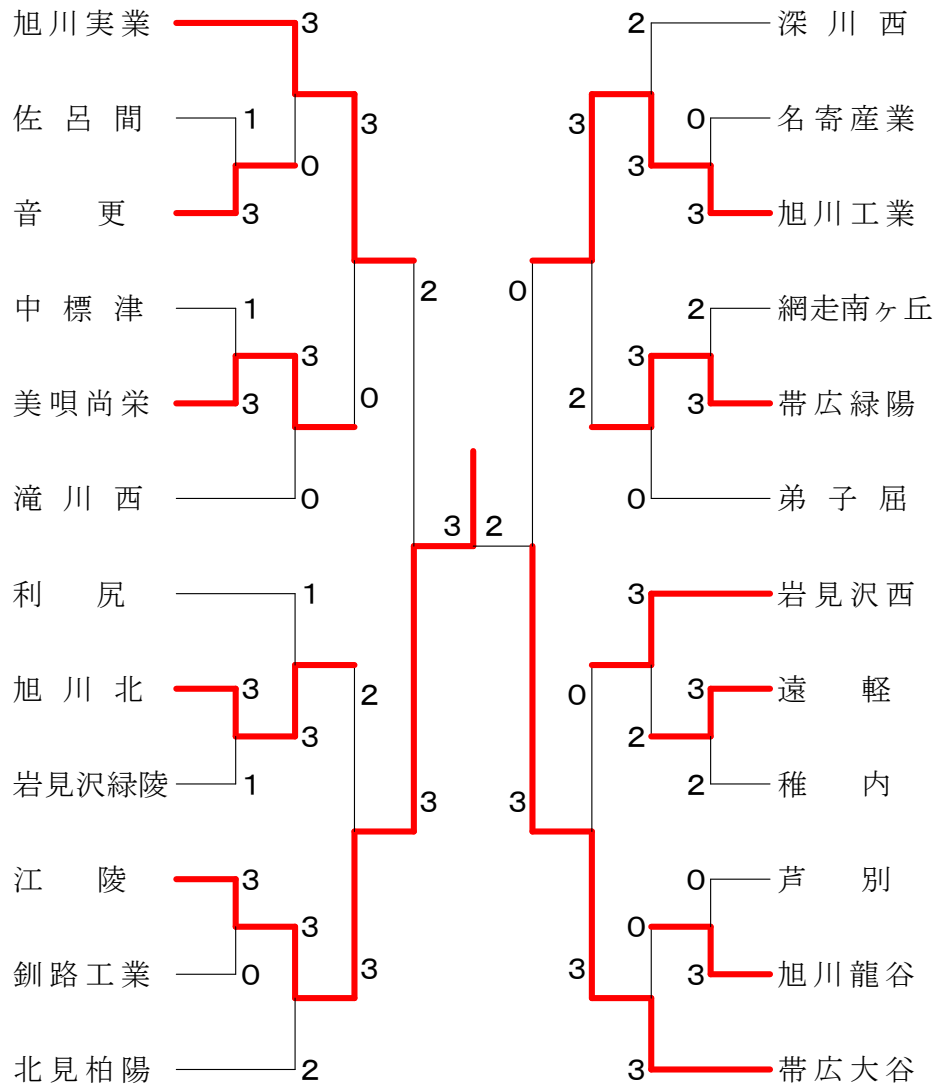 旭川実業 3 2 深川西
佐呂間 1 3 3 0 名寄産業
0 3
音更 3 3 旭川工業
2 0
中標津 1 2 網走南ヶ丘
3 3
美唄尚栄 3 0 2 3 帯広緑陽
滝川西 0 0 弟子屈
3 2
利尻 1 3 岩見沢西
旭川北 3 2 0 3 遠軽
3 2
岩見沢緑陵 1 3 3 2 稚内
江陵 3 0 芦別
3 0
釧路工業 0 3 3 3 旭川龍谷
北見柏陽 2 3 帯広大谷